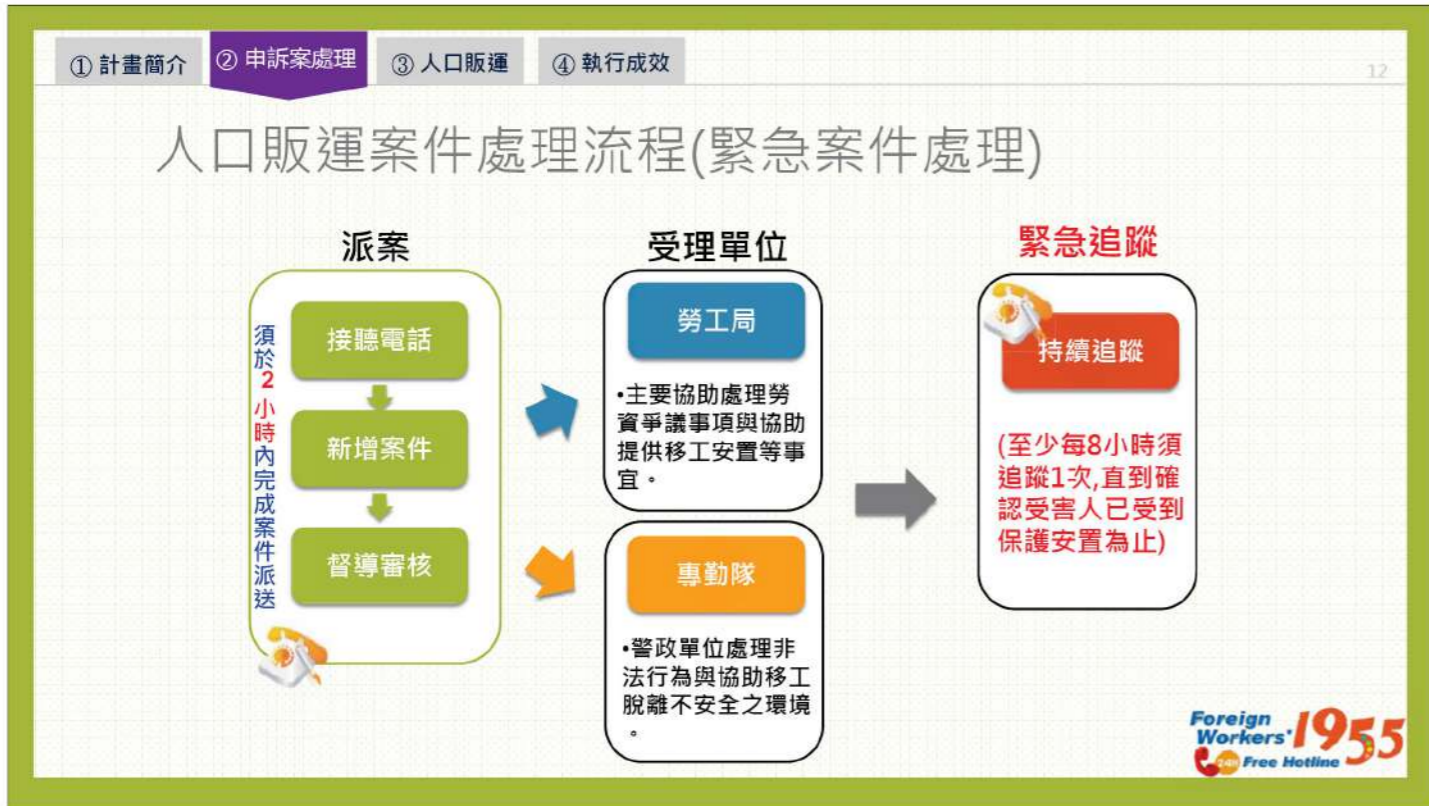 ① 計畫簡介
② 申訴案處理
③ 人口販運
④ 執行成效
12
人口販運案件處理流程(緊急案件處理)
派案
須於2小時內完成案件派送
接聽電話
新增案件
督導審核
受理單位
勞工局
•主要協助處理勞
資爭議事項與協助
提供移工安置等事
宜。
專勤隊
•警政單位處理非
法行為與協助移工
脫離不安全之環境
。
緊急追蹤
持續追蹤
(至少每8小時須
追蹤1次,直到確
認受害人已受到
保護安置為止)
Foreign
Workers' 1955
24H Free Hotline